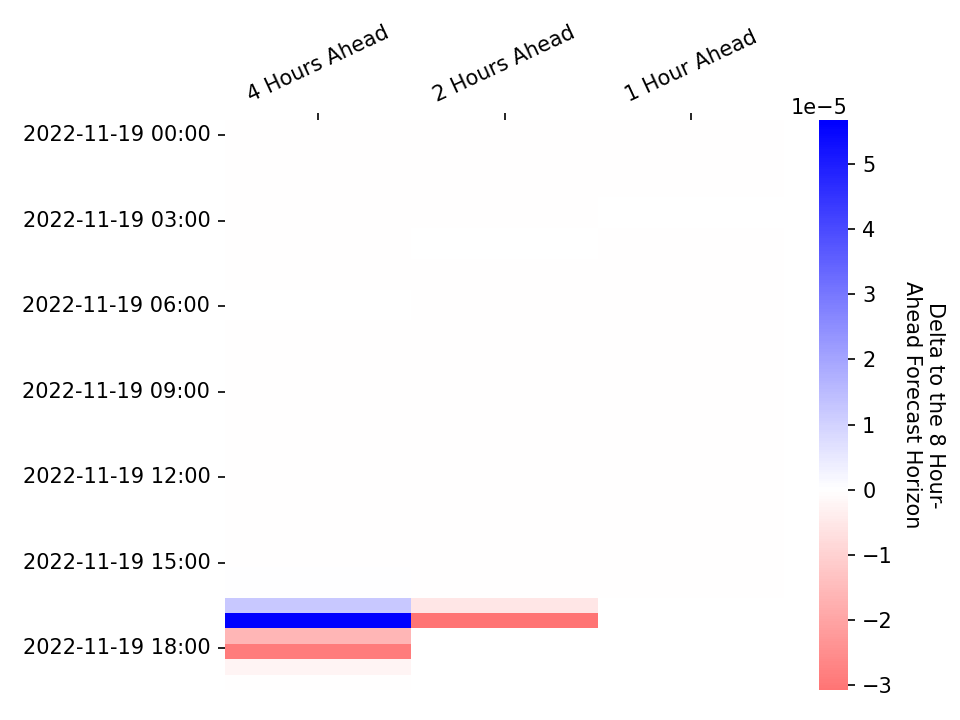 4 Hours Ahead
2 Hours Ahead
1 Hour Ahead
1e−5
2022-11-19 00:00
2022-11-19 03:00
2022-11-19 06:00
2022-11-19 09:00
2022-11-19 12:00
2022-11-19 15:00
2022-11-19 18:00
5
4
3
2
1
0
−1
−2
−3
Delta to the 8 Hour-
Ahead Forecast Horizon